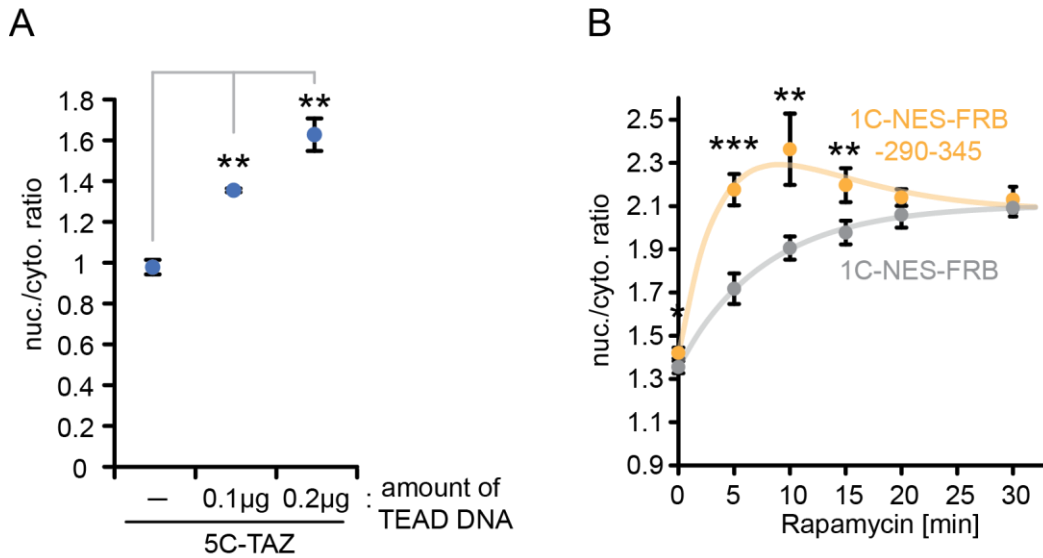 A
nuc./cyto. ratio
1.8
1.6
1.4
1.2
1
0.8
0.6
0.4
0.2
0
**
**
– 0.1µg 0.2µg : amount of
TEAD DNA
5C-TAZ
B
nuc./cyto. ratio
2.5
2.3
2.1
1.9
1.7
1.5
1.3
1.1
0.9
*
***
**
**
1C-NES-FRB
-290-345
1C-NES-FRB
0 5 10 15 20 25 30
Rapamycin [min]